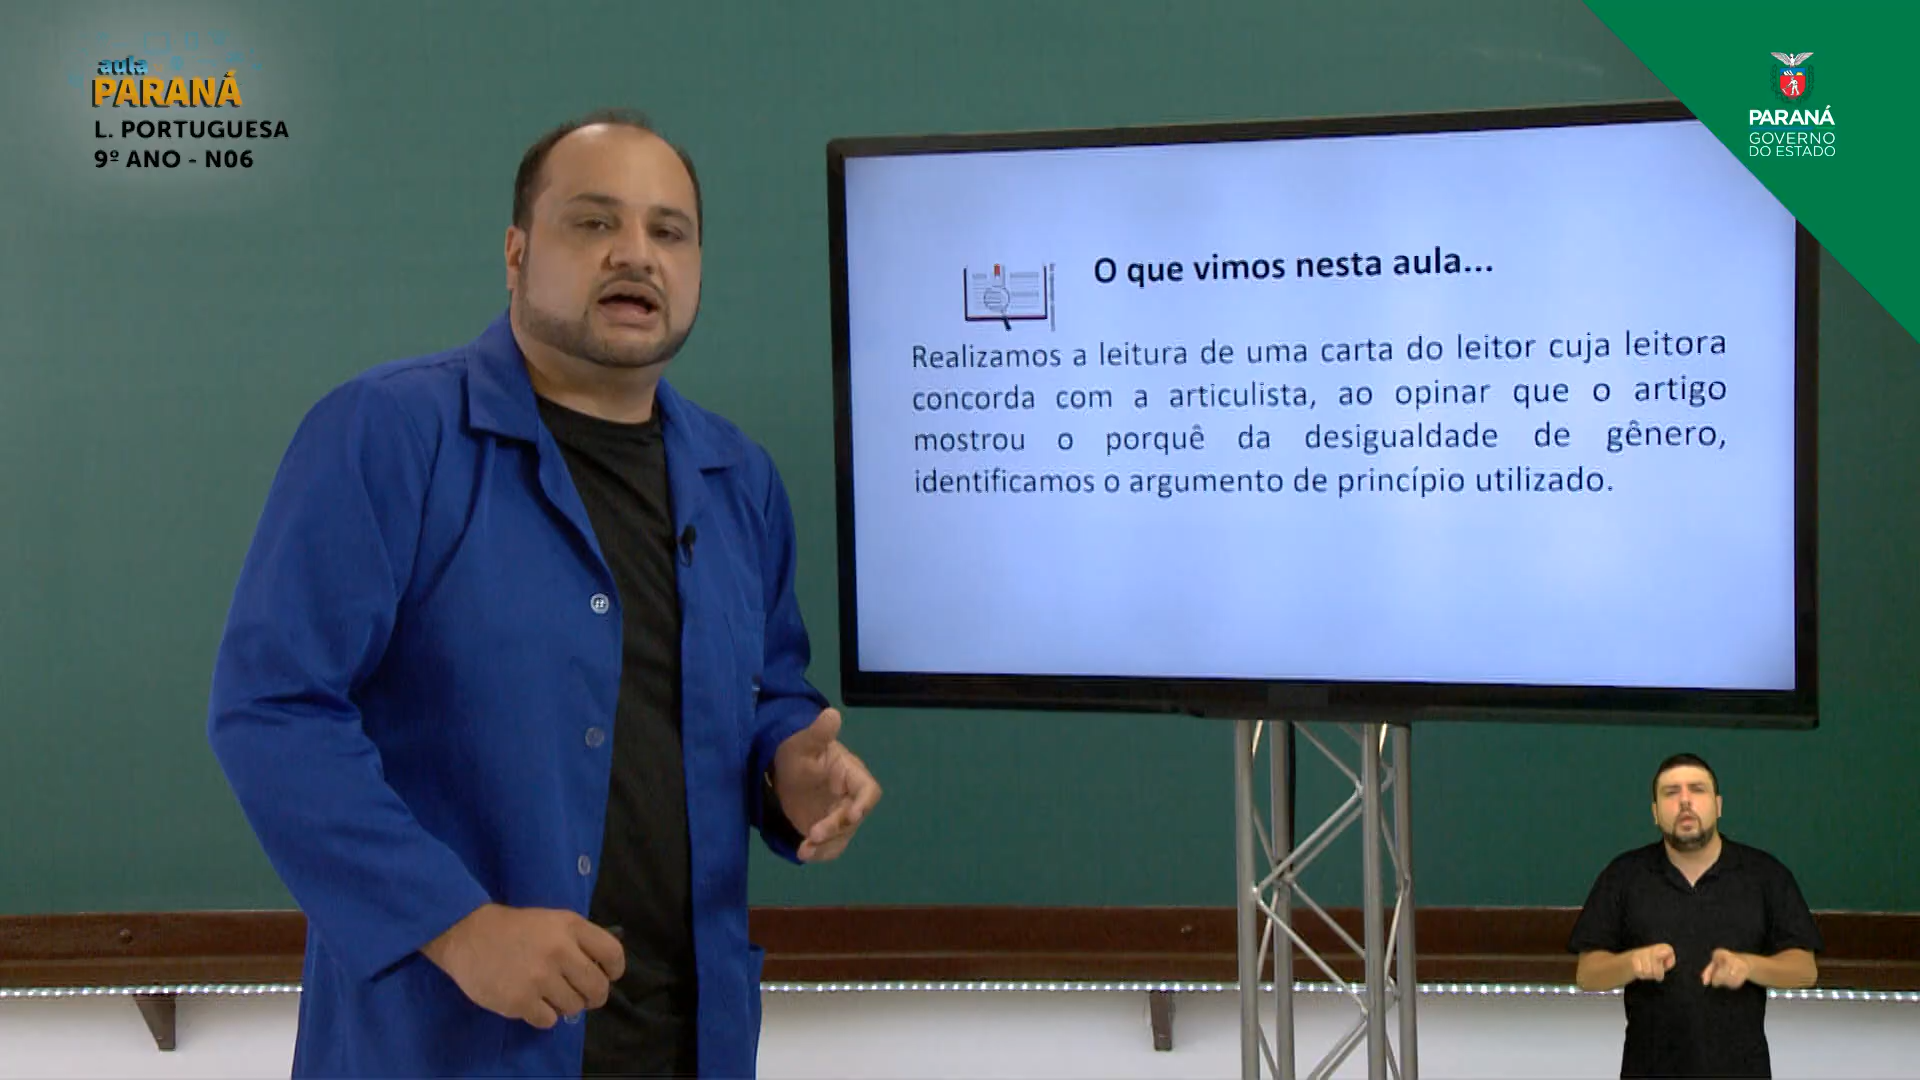 aula
PARANÁ
L. PORTUGUESA
9º ANO - N06
PARANÁ
GOVERNO
DO ESTADO
O que vimos nesta aula...
Realizamos a leitura de uma carta do leitor cuja leitora
concorda com a articulista, ao opinar que o artigo
mostrou o porquê da desigualdade de gênero,
identificamos o argumento de princípio utilizado.